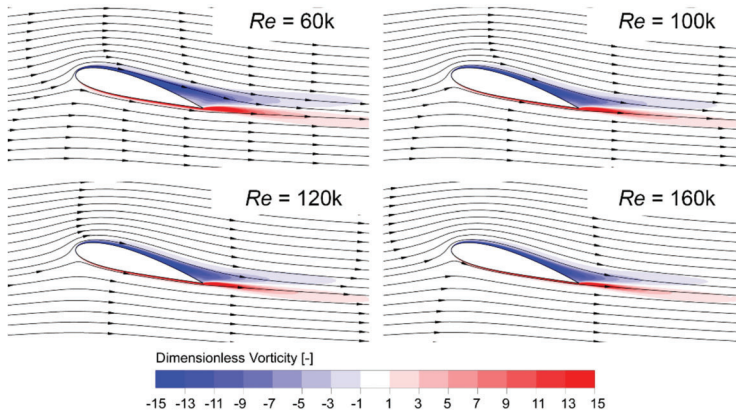 Re = 60k
Re = 100k
Re = 120k
Re = 160k
Dimensionless Vorticity [-]
-15 -13 -11 -9 -7 -5 -3 -1 1 3 5 7 9 11 13 15